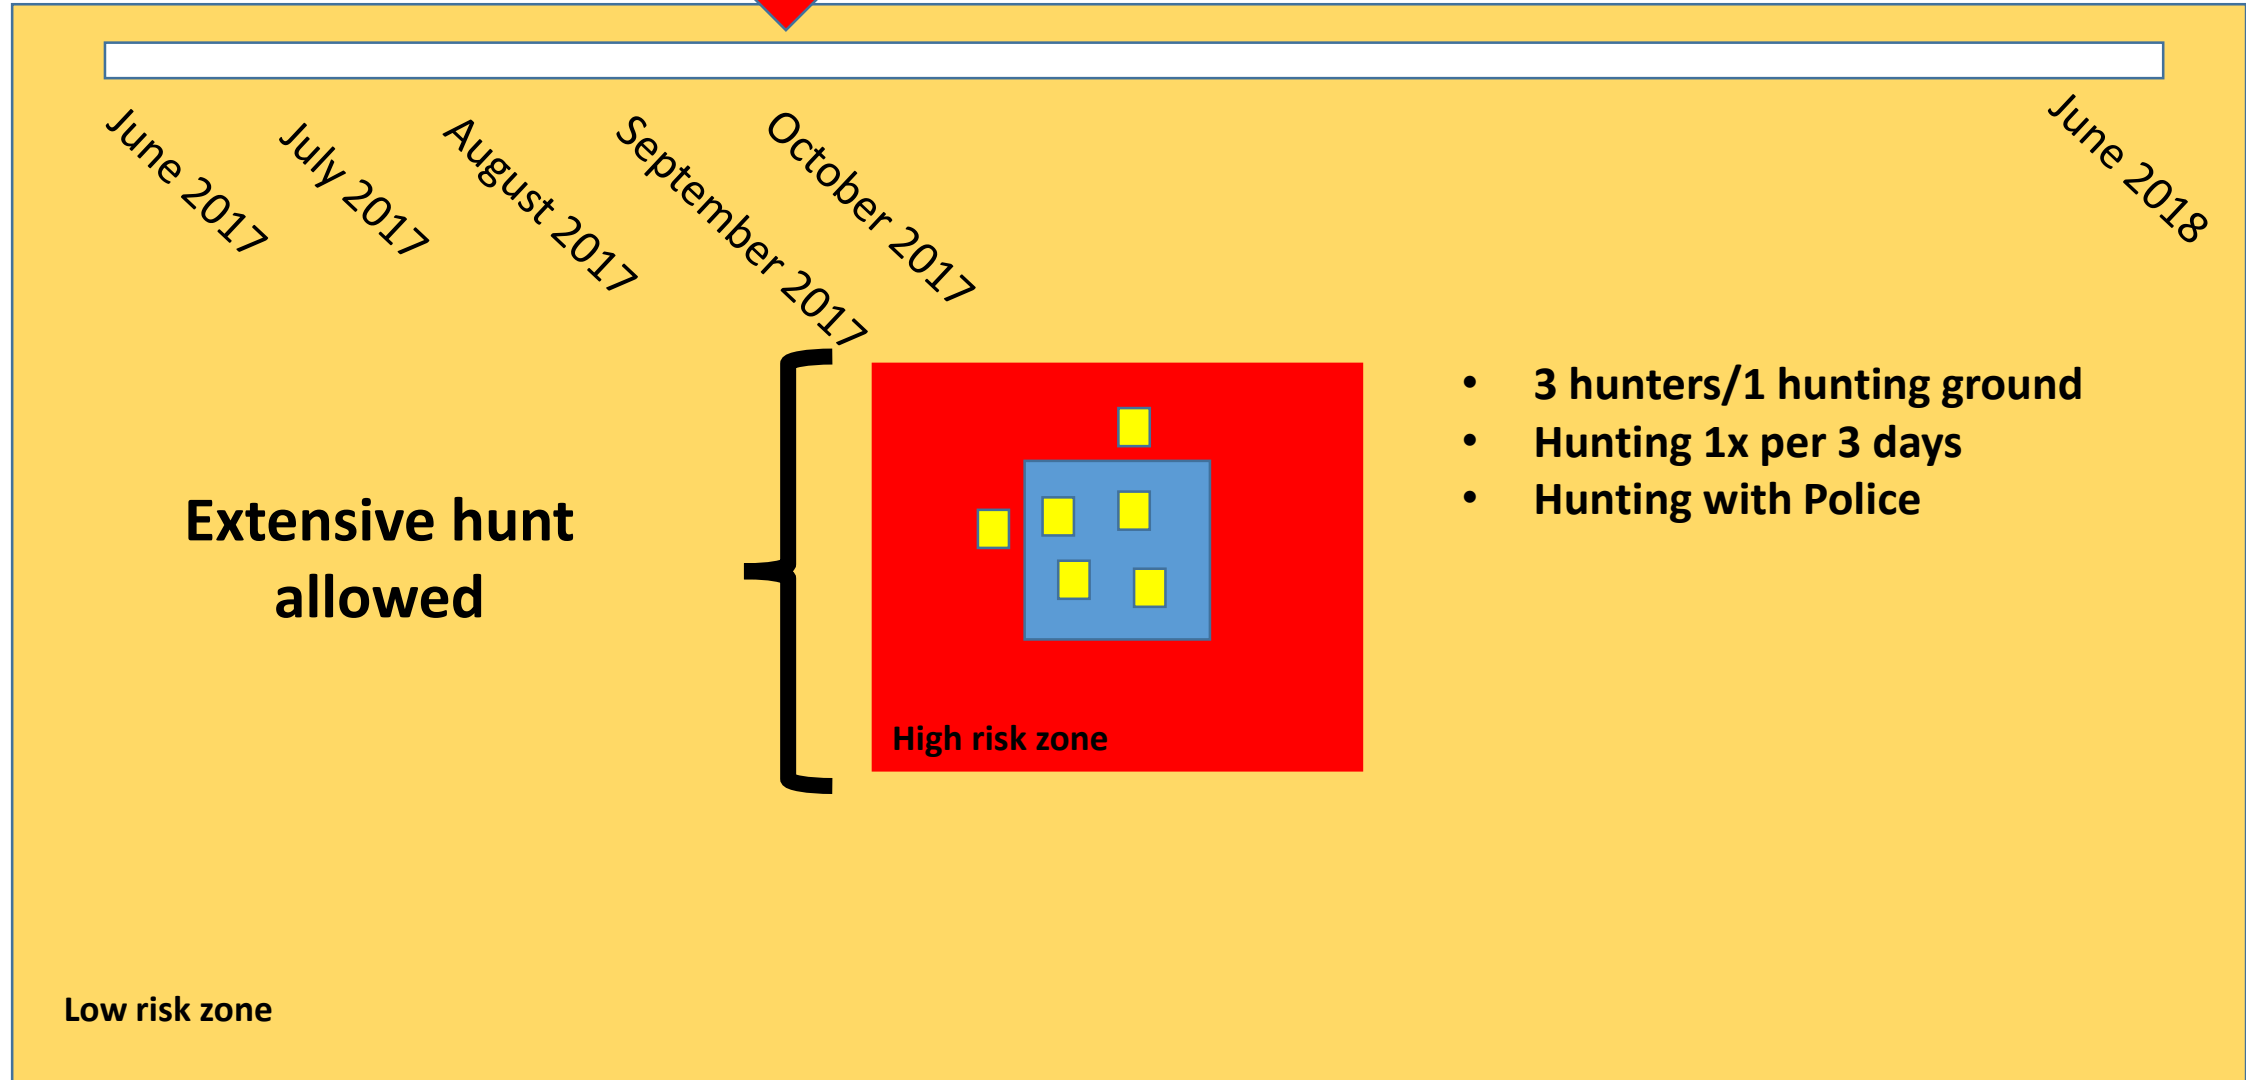 June 2017
July 2017
August 2017
September 2017
October 2017
June 2018
Extensive hunt
allowed
High risk zone
• 3 hunters/1 hunting ground
• Hunting 1x per 3 days
• Hunting with Police
Low risk zone